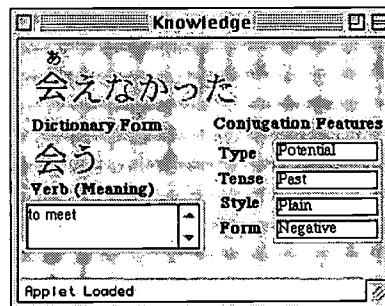 Knowledge
あ
会えなかった
Dictionary Form
会う
Verb (Meaning)
to meet
Conjugation Features
Type Potential
Tense Past
Style Plain
Form Negative
Applet Loaded